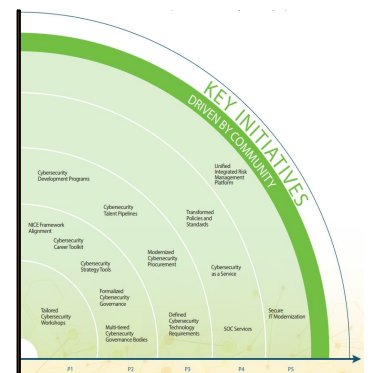 KEY INITIATIVES
DRIVEN BY COMMUNITY
Unified
Integrated Risk
Management
Platform
Cybersecurity
Development Programs
Cybersecurity
Talent Pipelines
Transformed
Policies and
Standards
NICE Framework
Alignment
Cybersecurity
Career Toolkit
Modernized
Cybersecurity
Procurement
Cybersecurity
Strategy Tools
Cybersecurity
as a Service
Formalized
Cybersecurity
Governance
Tailored
Cybersecurity
Workshops
Multi-tiered
Cybersecurity
Governance Bodies
Defined
Cybersecurity
Technology
Requirements
SOC Services
Secure
IT Modernization
P1 P2 P3 P4 P5